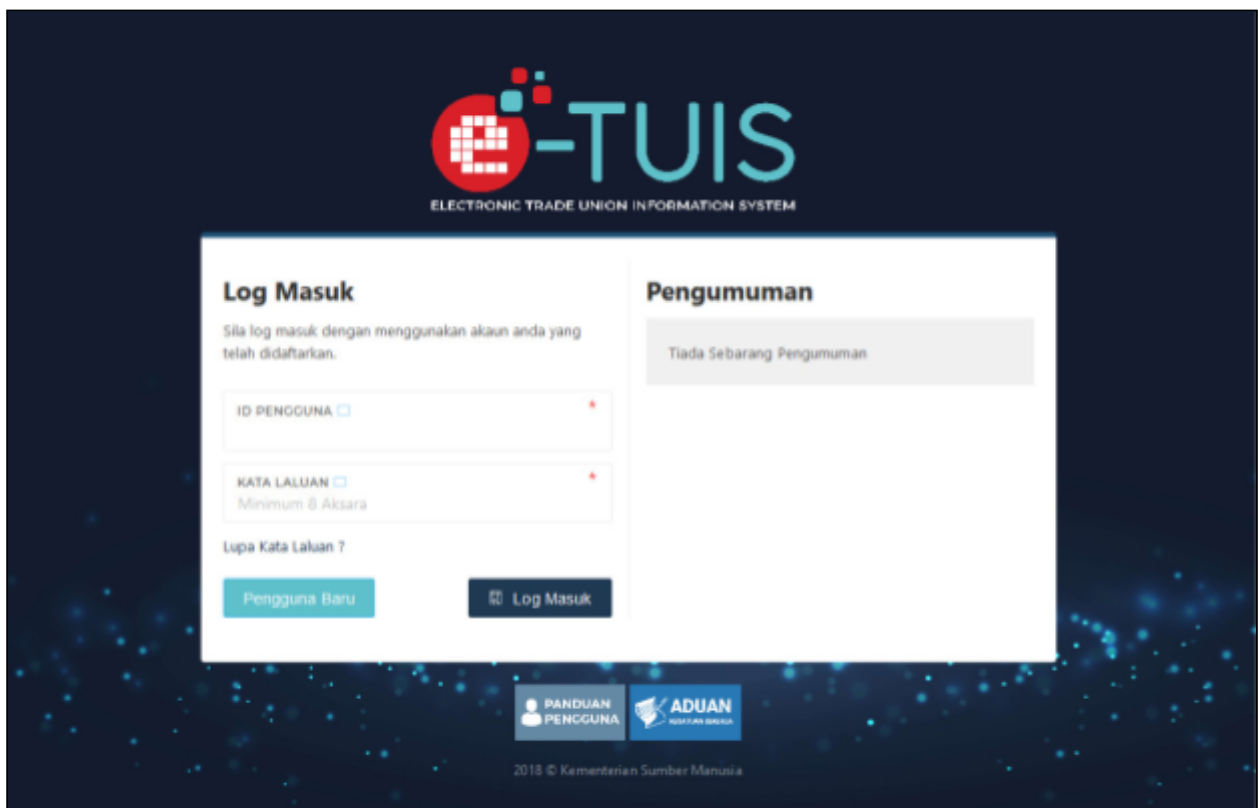 e-TUIS
ELECTRONIC TRADE UNION INFORMATION SYSTEM
Log Masuk
Sila log masuk dengan menggunakan akaun anda yang
telah didaftarkan.
ID PENGGUNA *
KATA LALUAN *
Minimum 8 Aksara
Lupa Kata Laluan ?
Pengguna Baru
Log Masuk
Pengumuman
Tiada Sebarang Pengumuman
PANDUAN
PENGGUNA
ADUAN
2018 © Kementerian Sumber Manusia